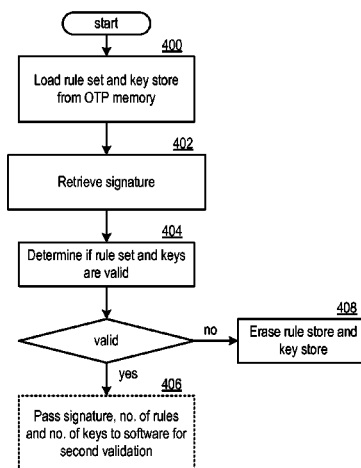 start
400
Load rule set and key store
from OTP memory
402
Retrieve signature
404
Determine if rule set and keys
are valid
valid
no
408
Erase rule store and
key store
yes
406
Pass signature, no. of rules
and no. of keys to software for
second validation